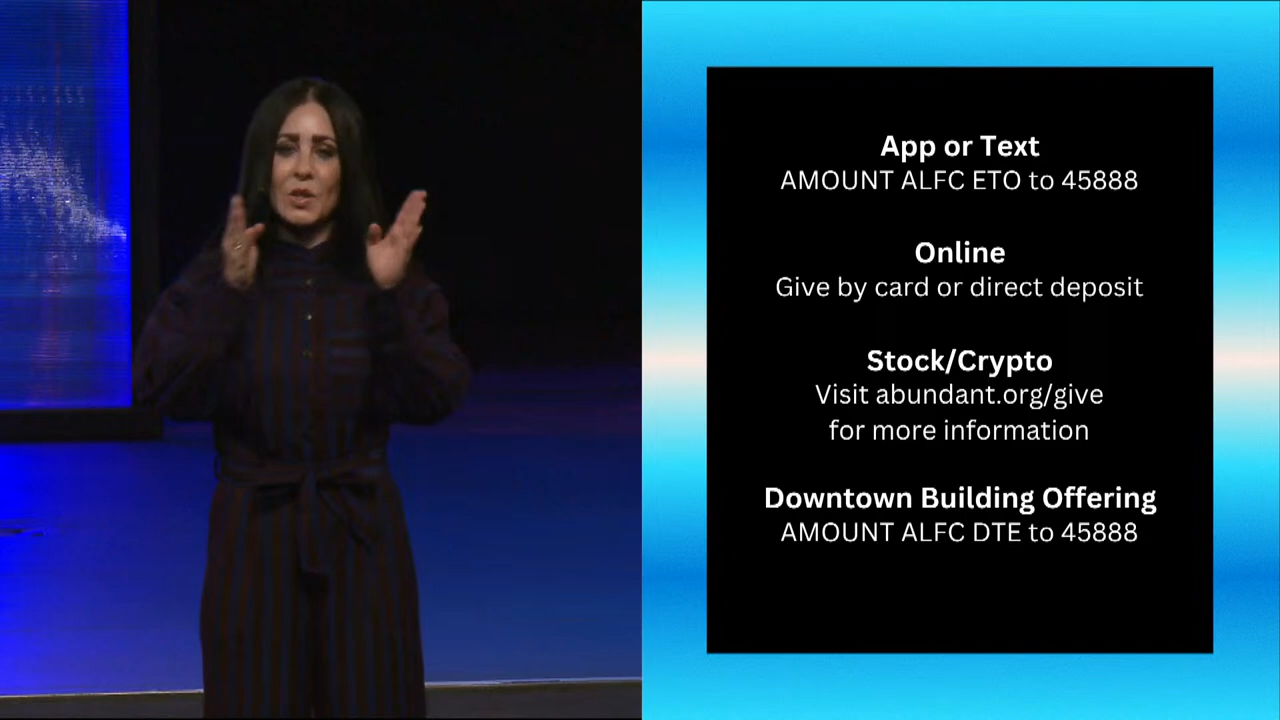 App or Text
AMOUNT ALFC ETO to 45888
Online
Give by card or direct deposit
Stock/Crypto
Visit abundant.org/give
for more information
Downtown Building Offering
AMOUNT ALFC DTE to 45888